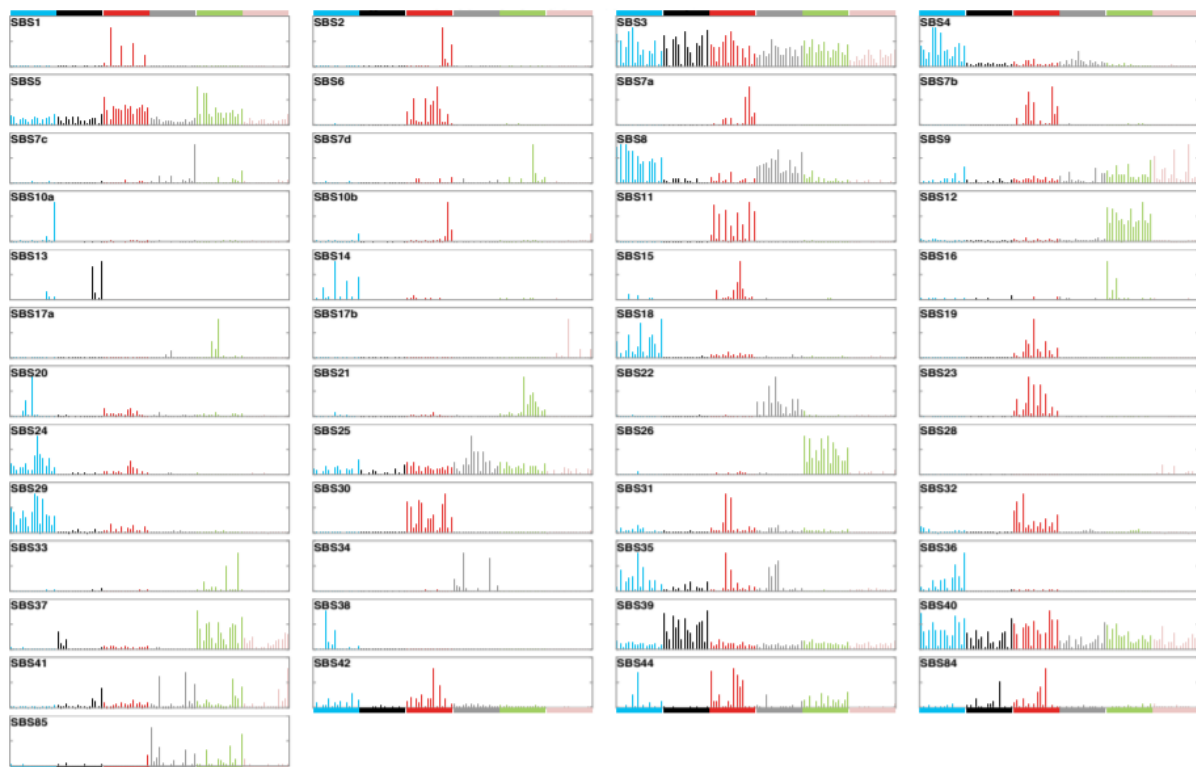 SBS1 SBS2 SBS3 SBS4
SBS5 SBS6 SBS7a SBS7b
SBS7c SBS7d SBS8 SBS9
SBS10a SBS10b SBS11 SBS12
SBS13 SBS14 SBS15 SBS16
SBS17a SBS17b SBS18 SBS19
SBS20 SBS21 SBS22 SBS23
SBS24 SBS25 SBS26 SBS28
SBS29 SBS30 SBS31 SBS32
SBS33 SBS34 SBS35 SBS36
SBS37 SBS38 SBS39 SBS40
SBS41 SBS42 SBS44 SBS84
SBS85